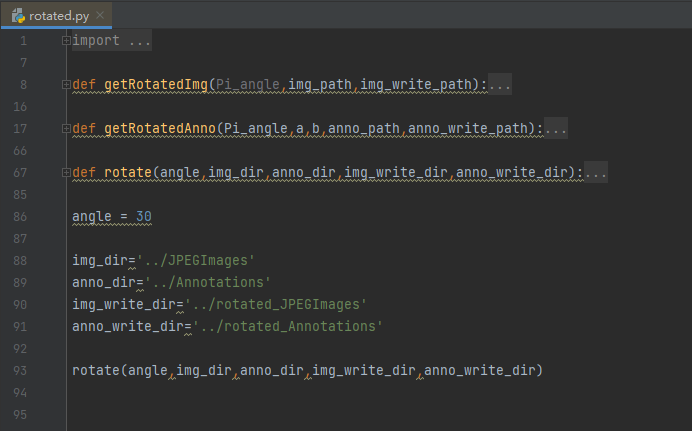 rotated.py
1 import ...
7
8 def getRotatedImg(Pi_angle,img_path,img_write_path):...
16
17 def getRotatedAnno(Pi_angle,a,b,anno_path,anno_write_path):...
66
67 def rotate(angle,img_dir,anno_dir,img_write_dir,anno_write_dir):...
85
86 angle = 30
87
88 img_dir='../JPEGImages'
89 anno_dir='../Annotations'
90 img_write_dir='../rotated_JPEGImages'
91 anno_write_dir='../rotated_Annotations'
92
93 rotate(angle,img_dir,anno_dir,img_write_dir,anno_write_dir)
94
95